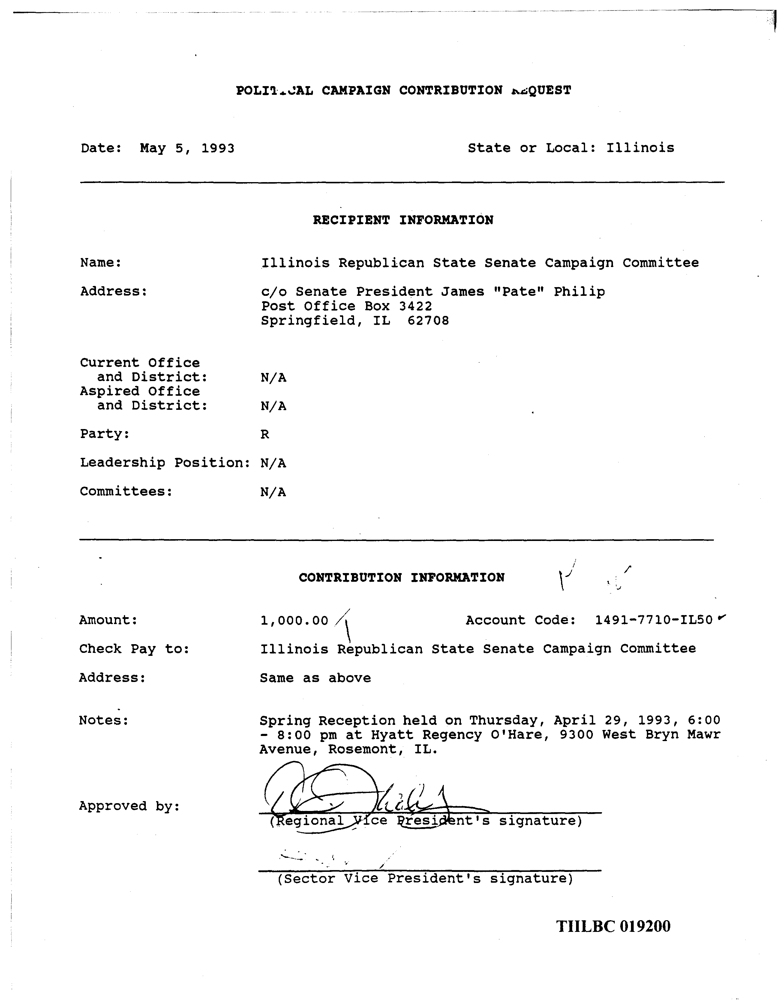 POLITICAL CAMPAIGN CONTRIBUTION REQUEST
Date: May 5, 1993 State or Local: Illinois
RECIPIENT INFORMATION
Name: Illinois Republican State Senate Campaign Committee
Address: c/o Senate President James "Pate" Philip
Post Office Box 3422
Springfield, IL 62708
Current Office
and District: N/A
Aspired Office
and District: N/A
Party: R
Leadership Position: N/A
Committees: N/A
CONTRIBUTION INFORMATION
Amount: 1,000.00 Account Code: 1491-7710-IL50
Check Pay to: Illinois Republican State Senate Campaign Committee
Address: Same as above
Notes: Spring Reception held on Thursday, April 29, 1993, 6:00
- 8:00 pm at Hyatt Regency O'Hare, 9300 West Bryn Mawr
Avenue, Rosemont, IL.
Approved by:
(Regional Vice President's signature)
(Sector Vice President's signature)
TIILBC 019200